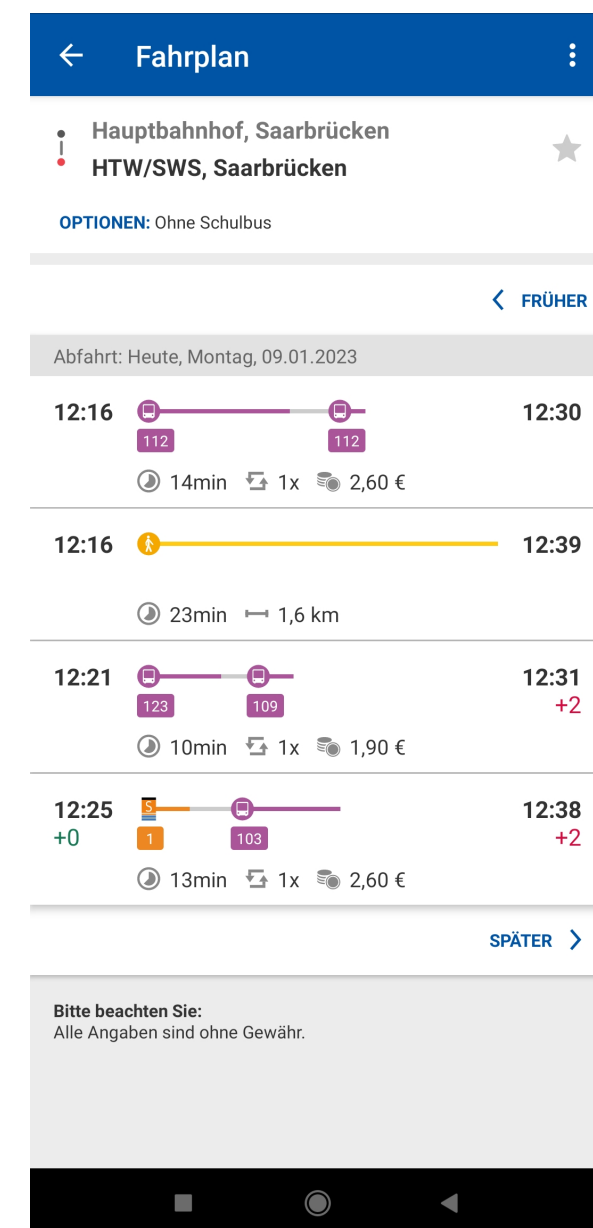 Fahrplan
Hauptbahnhof, Saarbrücken
HTW/SWS, Saarbrücken
OPTIONEN: Ohne Schulbus
FRÜHER
Abfahrt: Heute, Montag, 09.01.2023
12:16 12:30
112 112
14min 1x 2,60 €
12:16 12:39
23min 1,6 km
12:21 12:31
123 109 +2
10min 1x 1,90 €
12:25 S 12:38
+0 1 103 +2
13min 1x 2,60 €
SPÄTER
Bitte beachten Sie:
Alle Angaben sind ohne Gewähr.